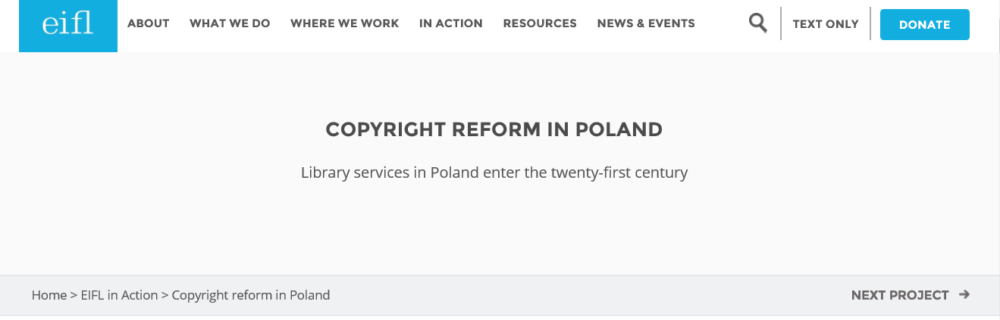 eifl
ABOUT WHAT WE DO WHERE WE WORK IN ACTION RESOURCES NEWS & EVENTS TEXT ONLY DONATE
COPYRIGHT REFORM IN POLAND
Library services in Poland enter the twenty-first century
Home > EIFL in Action > Copyright reform in Poland NEXT PROJECT →